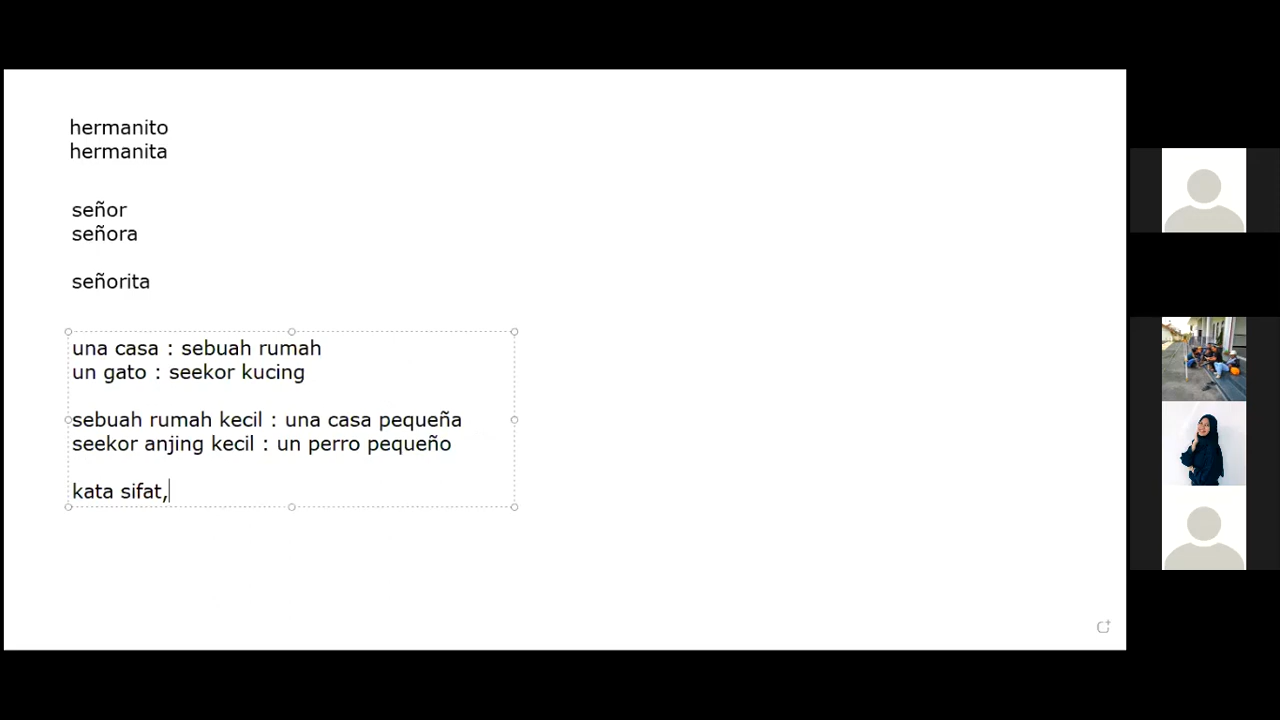 hermanito
hermanita
señor
señora
señorita
una casa : sebuah rumah
un gato : seekor kucing
sebuah rumah kecil : una casa pequeña
seekor anjing kecil : un perro pequeño
kata sifat,